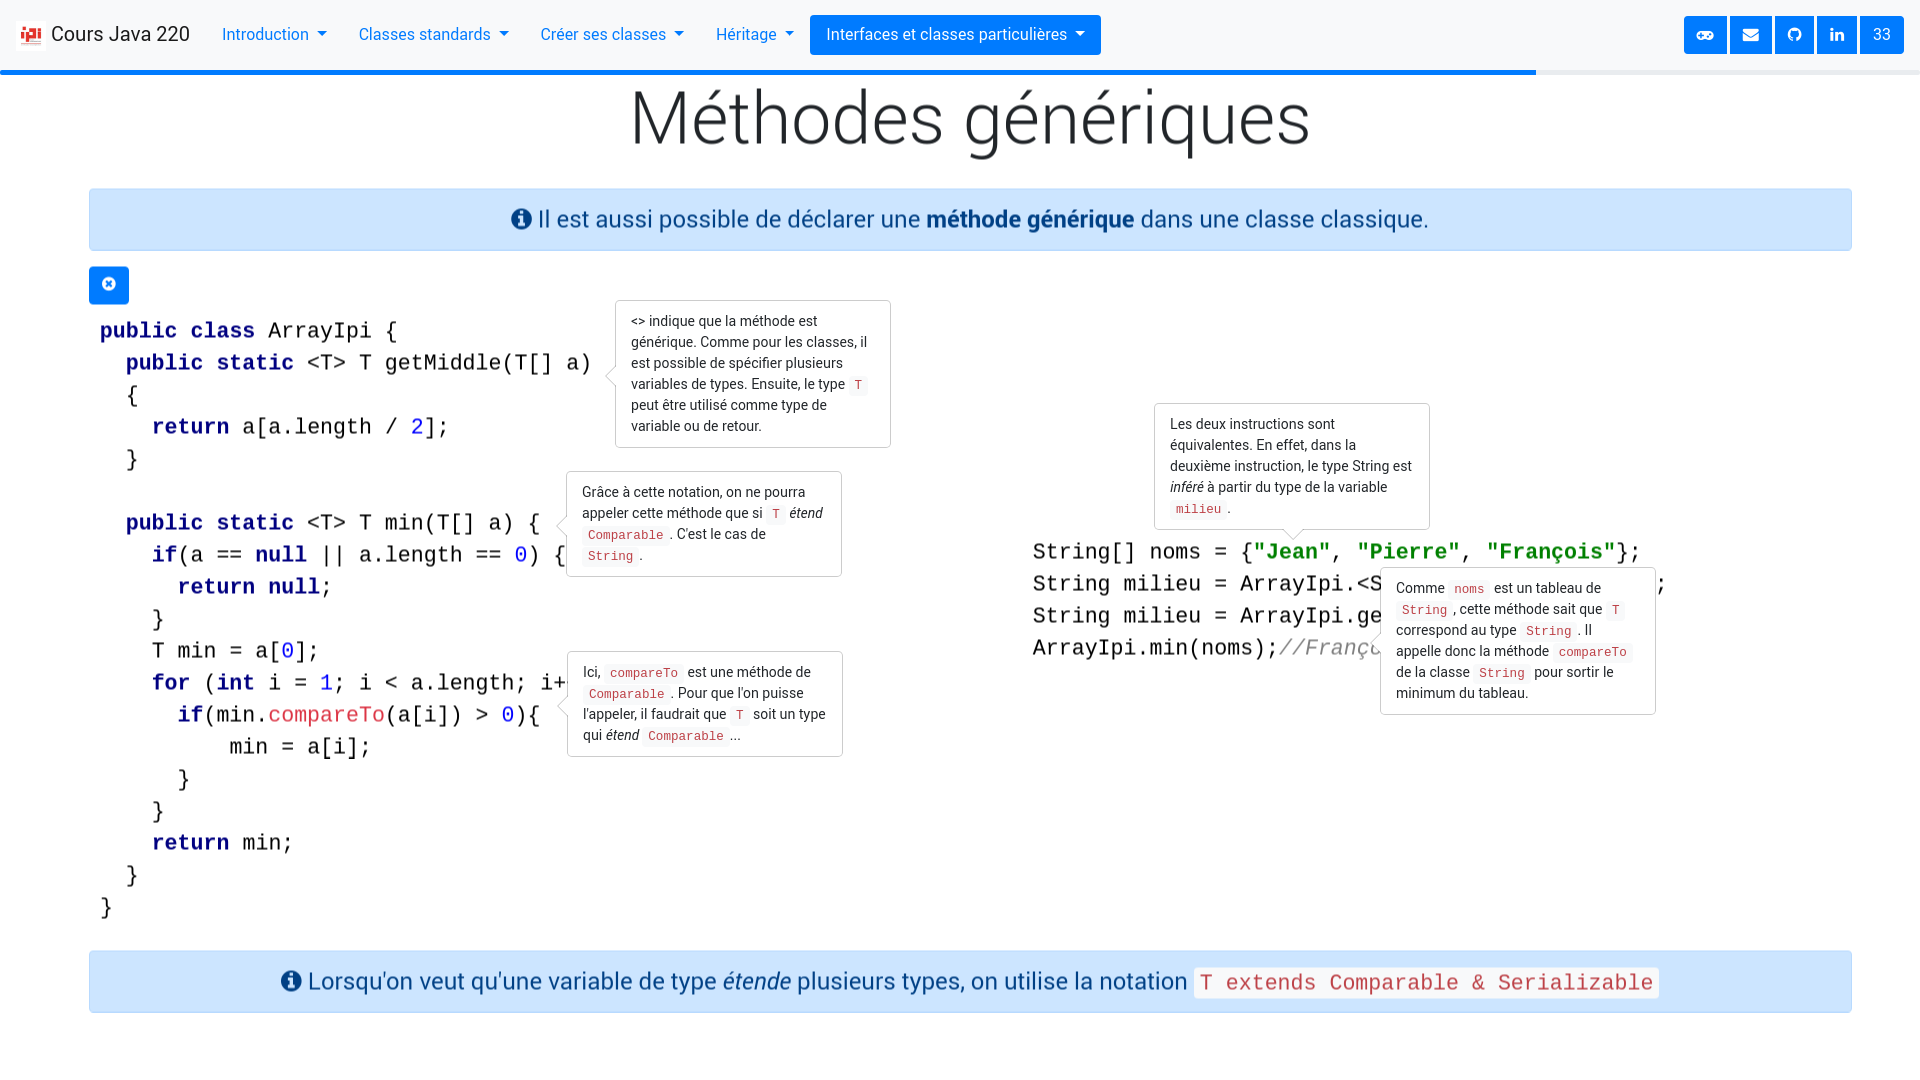 Cours Java 220
Introduction
Classes standards
Créer ses classes
Héritage
Interfaces et classes particulières
33
Méthodes génériques
Il est aussi possible de déclarer une méthode générique dans une classe classique.
public class ArrayIpi {
public static <T> T getMiddle(T[] a)
{
return a[a.length / 2];
}
public static <T> T min(T[] a) {
if(a == null || a.length == 0) {
return null;
}
T min = a[0];
for (int i = 1; i < a.length; i+
if(min.compareTo(a[i]) > 0){
min = a[i];
}
}
return min;
}
}
<> indique que la méthode est
générique. Comme pour les classes, il
est possible de spécifier plusieurs
variables de types. Ensuite, le type T
peut être utilisé comme type de
variable ou de retour.
Grâce à cette notation, on ne pourra
appeler cette méthode que si T étend
Comparable . C'est le cas de
String .
Ici, compareTo est une méthode de
Comparable . Pour que l'on puisse
l'appeler, il faudrait que T soit un type
qui étend Comparable ...
Les deux instructions sont
équivalentes. En effet, dans la
deuxième instruction, le type String est
inféré à partir du type de la variable
milieu .
String[] noms = {"Jean", "Pierre", "François"};
String milieu = ArrayIpi.<S ;
String milieu = ArrayIpi.ge
ArrayIpi.min(noms);//Franç
Comme noms est un tableau de
String , cette méthode sait que T
correspond au type String . Il
appelle donc la méthode compareTo
de la classe String pour sortir le
minimum du tableau.
Lorsqu'on veut qu'une variable de type étende plusieurs types, on utilise la notation T extends Comparable & Serializable